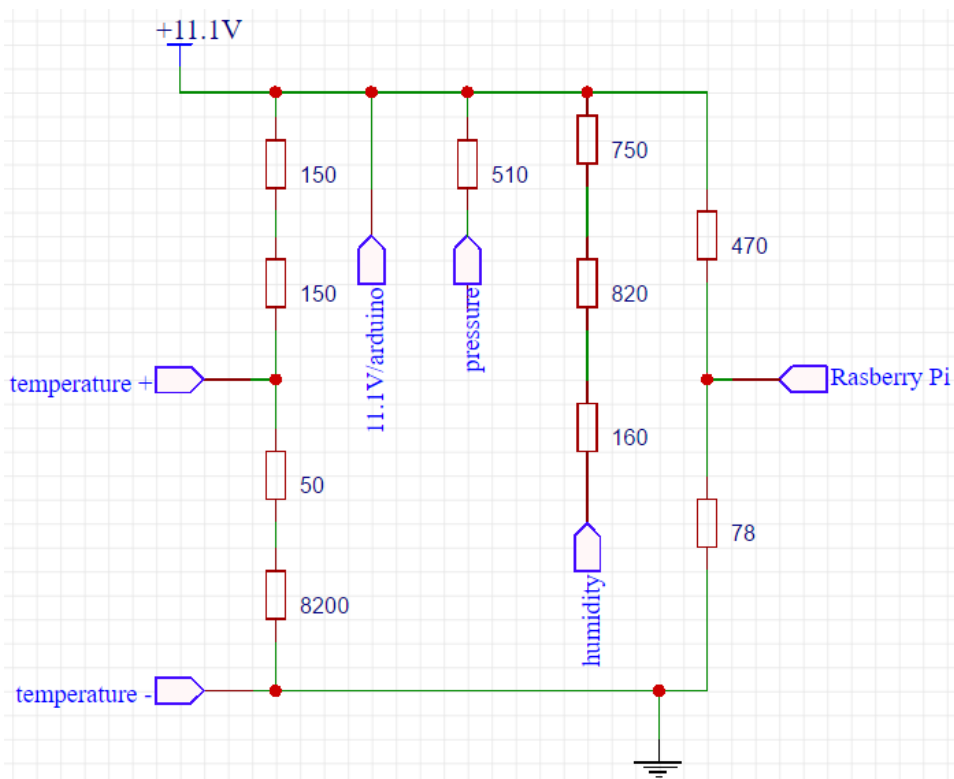 +11.1V
150
510
750
470
150
820
temperature +
11.1V/arduino
pressure
Rasberry Pi
160
50
78
8200
humidity
temperature -